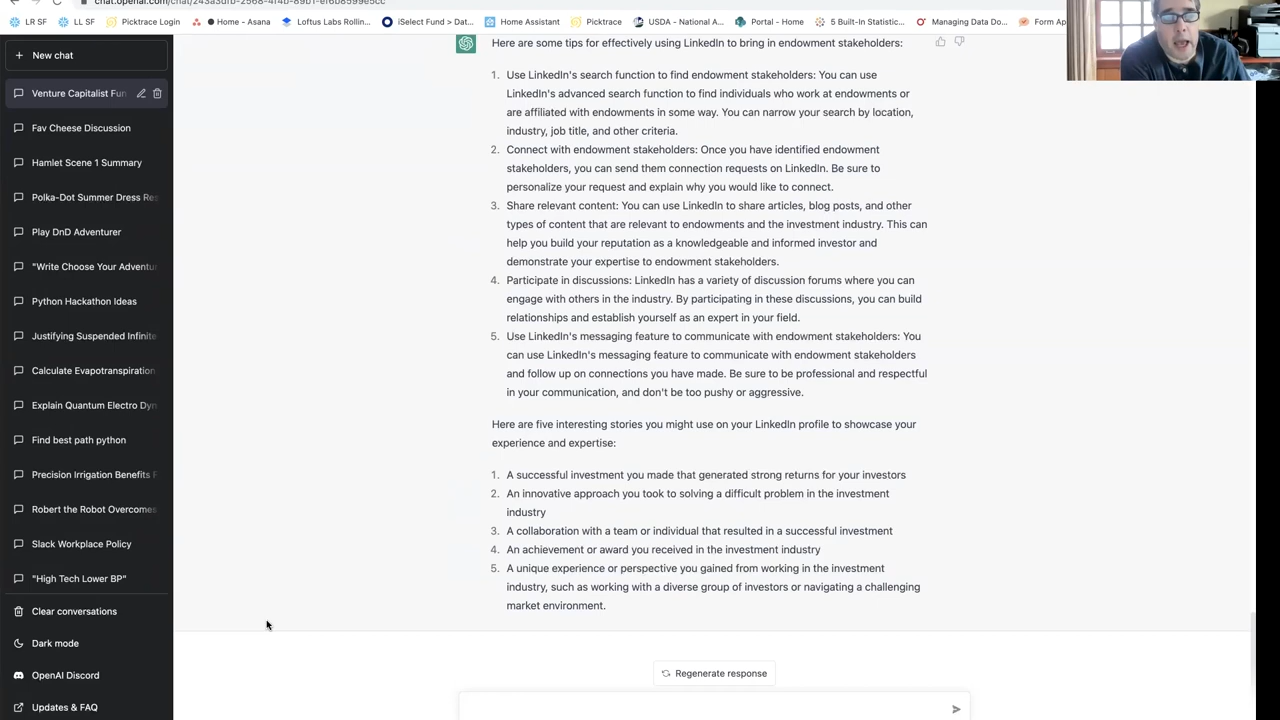 chat.openai.com/chat/243a3dfb-2568-4f4b-89b1-ef6b8599e5cc
LR SF
LL SF
Picktrace Login
Home - Asana
Loftus Labs Rollin...
iSelect Fund > Dat...
Home Assistant
Picktrace
USDA - National A...
Portal - Home
5 Built-In Statistic...
Managing Data Do...
Form Ap
New chat
Venture Capitalist Fun
Fav Cheese Discussion
Hamlet Scene 1 Summary
Polka-Dot Summer Dress Res
Play DnD Adventurer
"Write Choose Your Adventur
Python Hackathon Ideas
Justifying Suspended Infinite
Calculate Evapotranspiration
Explain Quantum Electro Dyn
Find best path python
Precision Irrigation Benefits F
Robert the Robot Overcomes
Slack Workplace Policy
"High Tech Lower BP"
Clear conversations
Dark mode
OpenAI Discord
Updates & FAQ
Here are some tips for effectively using LinkedIn to bring in endowment stakeholders:
1. Use LinkedIn's search function to find endowment stakeholders: You can use
LinkedIn's advanced search function to find individuals who work at endowments or
are affiliated with endowments in some way. You can narrow your search by location,
industry, job title, and other criteria.
2. Connect with endowment stakeholders: Once you have identified endowment
stakeholders, you can send them connection requests on LinkedIn. Be sure to
personalize your request and explain why you would like to connect.
3. Share relevant content: You can use LinkedIn to share articles, blog posts, and other
types of content that are relevant to endowments and the investment industry. This can
help you build your reputation as a knowledgeable and informed investor and
demonstrate your expertise to endowment stakeholders.
4. Participate in discussions: LinkedIn has a variety of discussion forums where you can
engage with others in the industry. By participating in these discussions, you can build
relationships and establish yourself as an expert in your field.
5. Use LinkedIn's messaging feature to communicate with endowment stakeholders: You
can use LinkedIn's messaging feature to communicate with endowment stakeholders
and follow up on connections you have made. Be sure to be professional and respectful
in your communication, and don't be too pushy or aggressive.
Here are five interesting stories you might use on your LinkedIn profile to showcase your
experience and expertise:
1. A successful investment you made that generated strong returns for your investors
2. An innovative approach you took to solving a difficult problem in the investment
industry
3. A collaboration with a team or individual that resulted in a successful investment
4. An achievement or award you received in the investment industry
5. A unique experience or perspective you gained from working in the investment
industry, such as working with a diverse group of investors or navigating a challenging
market environment.
Regenerate response